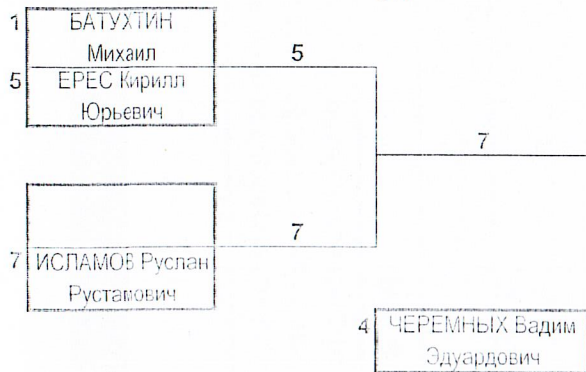 1 БАТУХТИН
Михаил
5
5 ЕРЕС Кирилл
Юрьевич
7
7
7 ИСЛАМОВ Руслан
Рустамович
4 ЧЕРЕМНЫХ Вадим
Эдуардович